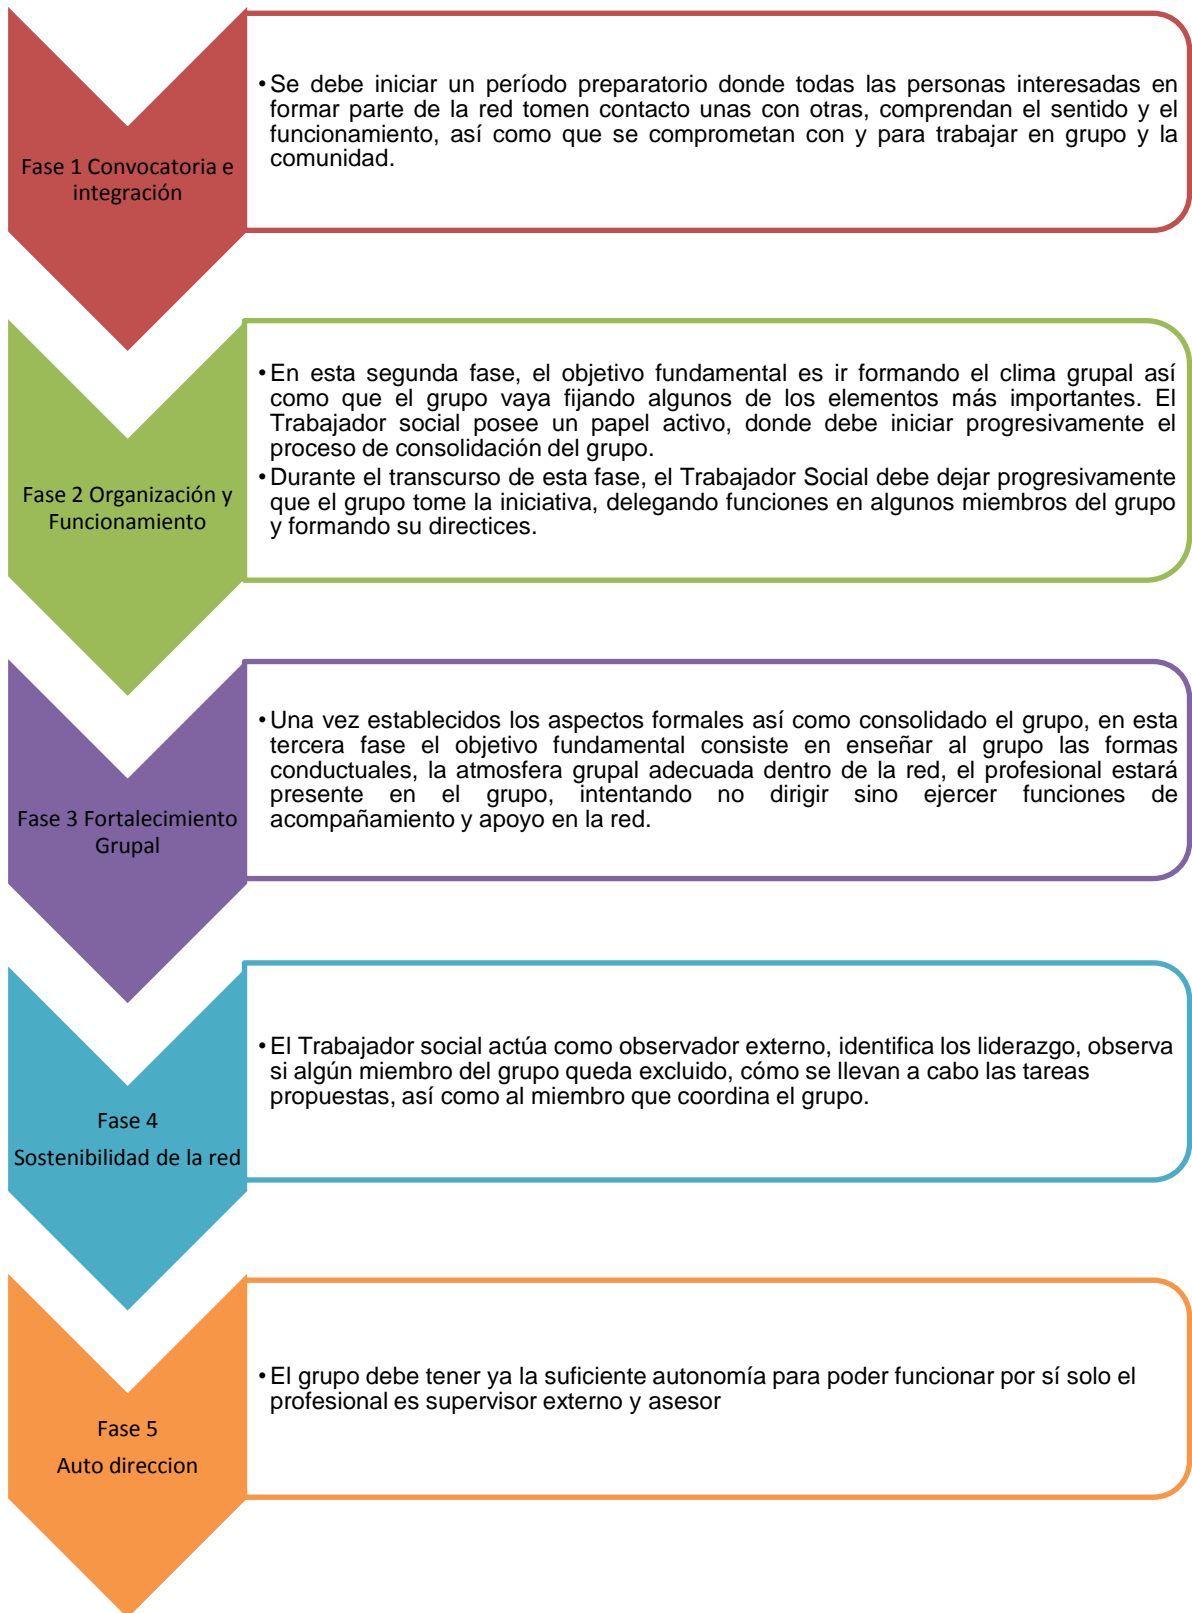 Fase 1 Convocatoria e
integración
•Se debe iniciar un período preparatorio donde todas las personas interesadas en
formar parte de la red tomen contacto unas con otras, comprendan el sentido y el
funcionamiento, así como que se comprometan con y para trabajar en grupo y la
comunidad.
Fase 2 Organización y
Funcionamiento
•En esta segunda fase, el objetivo fundamental es ir formando el clima grupal así
como que el grupo vaya fijando algunos de los elementos más importantes. El
Trabajador social posee un papel activo, donde debe iniciar progresivamente el
proceso de consolidación del grupo.
•Durante el transcurso de esta fase, el Trabajador Social debe dejar progresivamente
que el grupo tome la iniciativa, delegando funciones en algunos miembros del grupo
y formando su directices.
Fase 3 Fortalecimiento
Grupal
•Una vez establecidos los aspectos formales así como consolidado el grupo, en esta
tercera fase el objetivo fundamental consiste en enseñar al grupo las formas
conductuales, la atmosfera grupal adecuada dentro de la red, el profesional estará
presente en el grupo, intentando no dirigir sino ejercer funciones de
acompañamiento y apoyo en la red.
Fase 4
Sostenibilidad de la red
•El Trabajador social actúa como observador externo, identifica los liderazgo, observa
si algún miembro del grupo queda excluido, cómo se llevan a cabo las tareas
propuestas, así como al miembro que coordina el grupo.
Fase 5
Auto direccion
•El grupo debe tener ya la suficiente autonomía para poder funcionar por sí solo el
profesional es supervisor externo y asesor